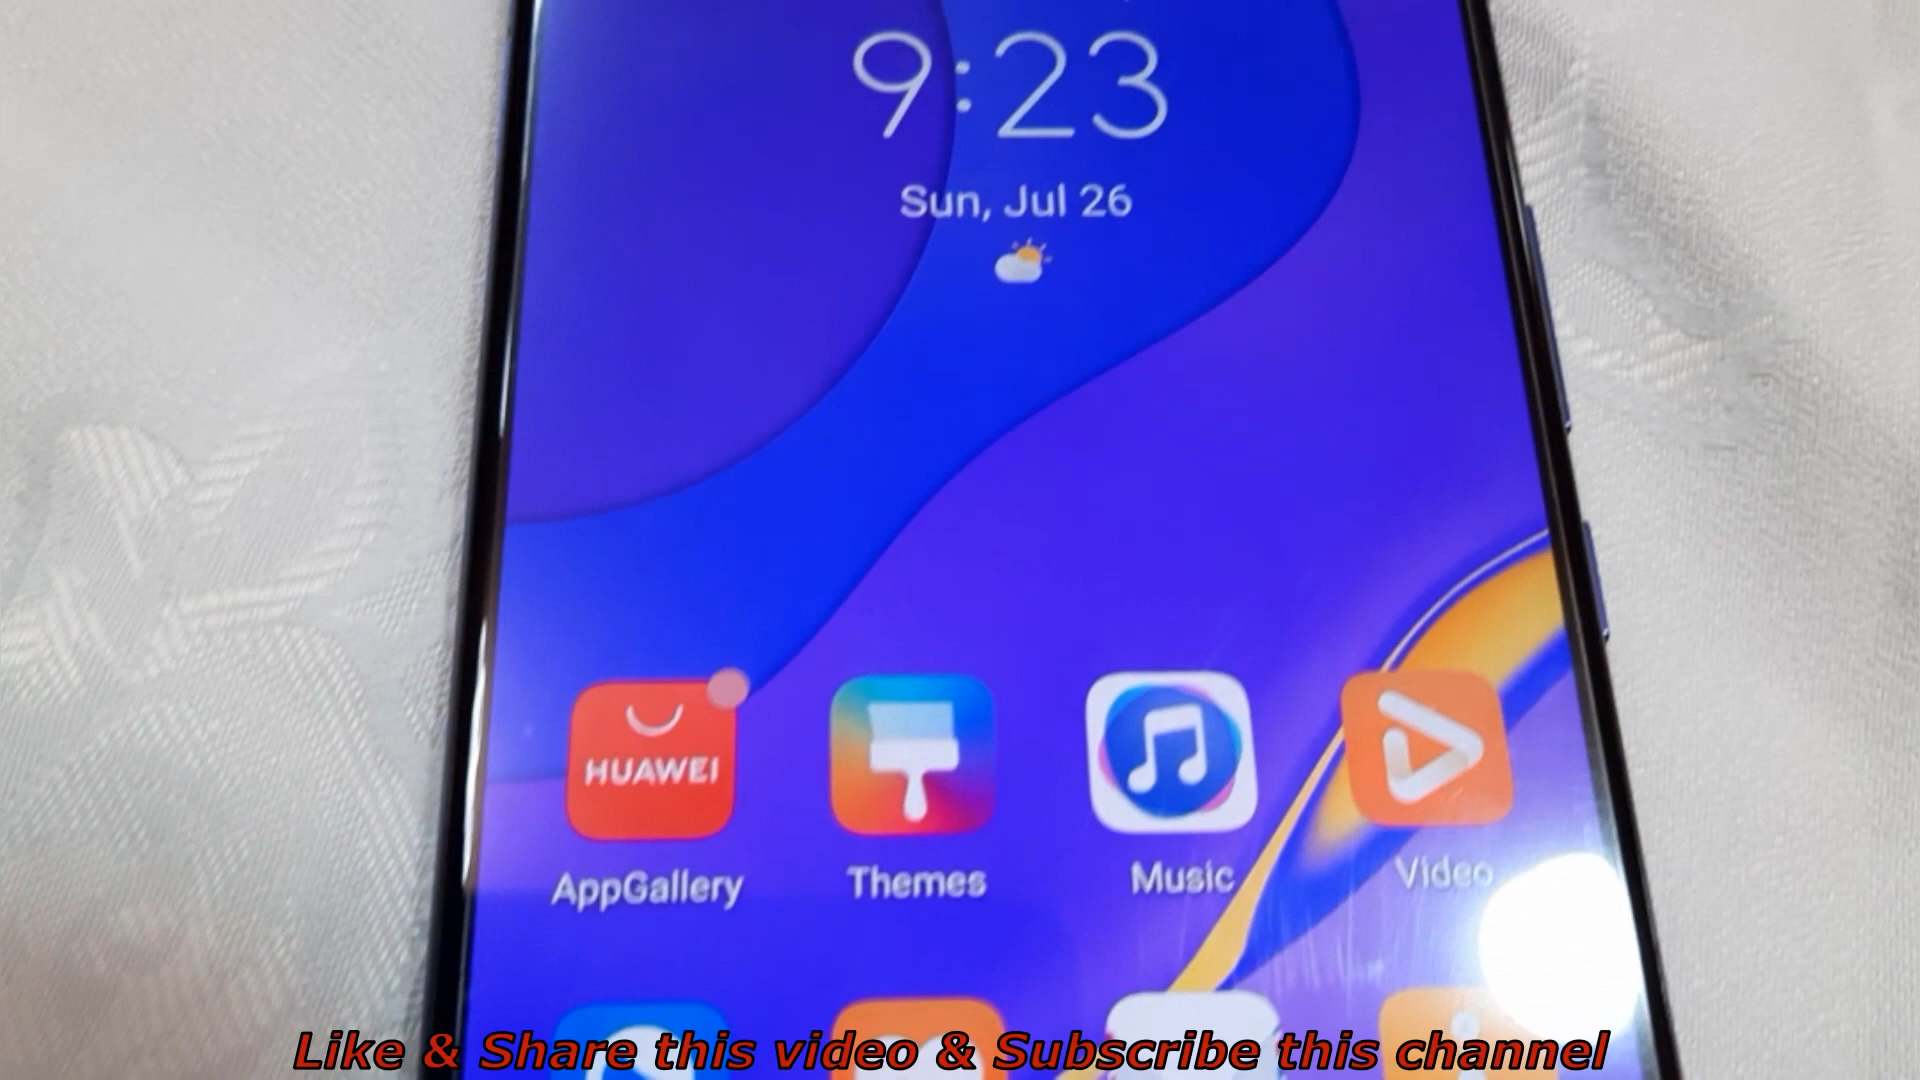 9:23
Sun, Jul 26
HUAWEI
AppGallery
Themes
Music
Video
Like & Share this video & Subscribe this channel